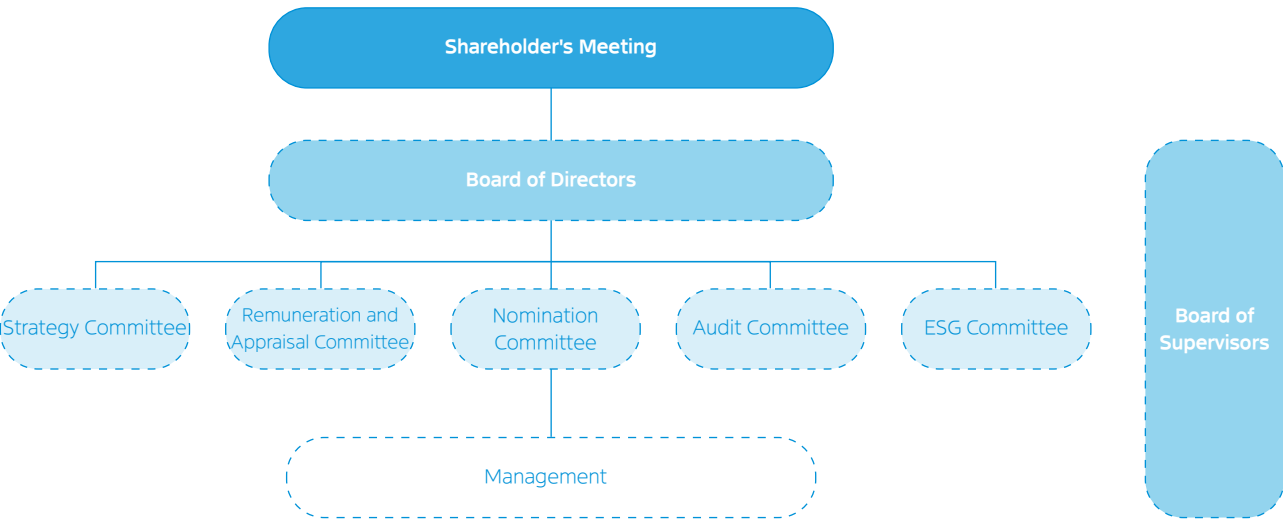 Shareholder's Meeting
Board of Directors
Strategy Committee
Remuneration and
Appraisal Committee
Nomination
Committee
Audit Committee
ESG Committee
Board of
Supervisors
Management